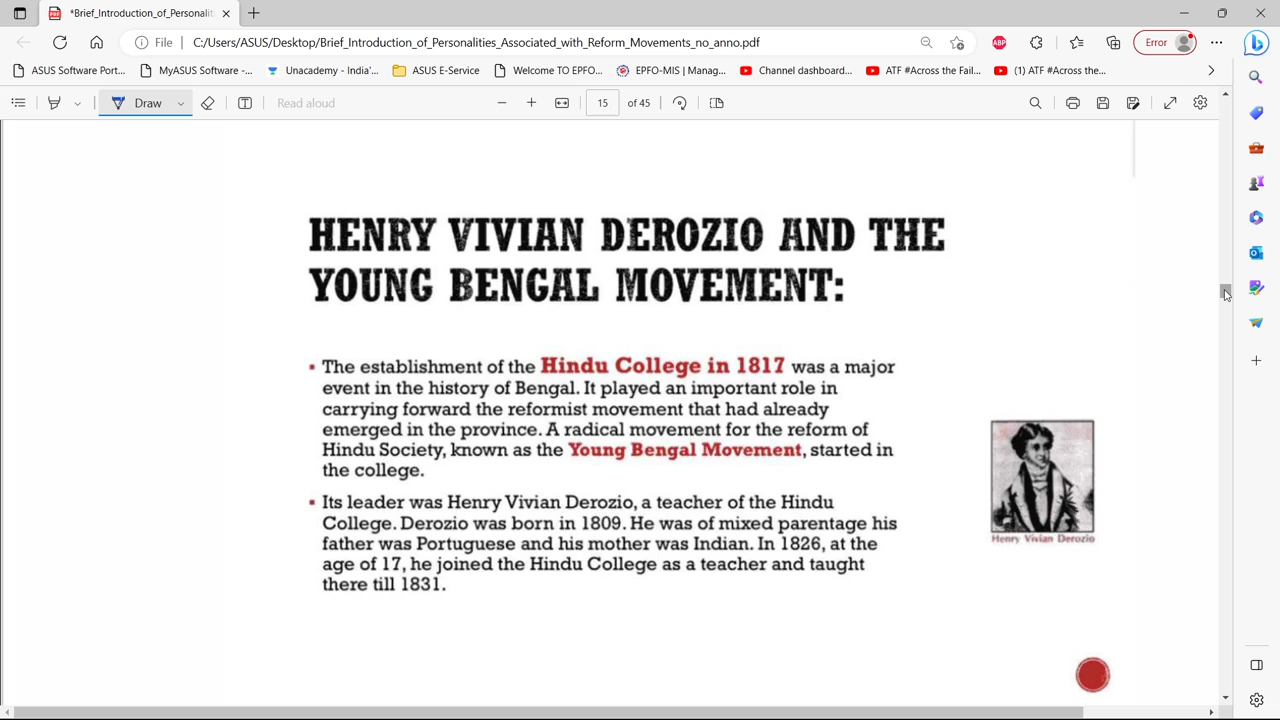 *Brief_Introduction_of_Personalit
File
C:/Users/ASUS/Desktop/Brief_Introduction_of_Personalities_Associated_with_Reform_Movements_no_anno.pdf
ABP
Error
ASUS Software Port...
MyASUS Software -...
Unacademy - India'...
ASUS E-Service
Welcome To EPFO...
EPFO-MIS | Manag...
Channel dashboard...
ATF #Across the Fail...
(1) ATF #Across the...
Draw
Read aloud
15
of 45
HENRY VIVIAN DEROZIO AND THE
YOUNG BENGAL MOVEMENT:
▪ The establishment of the Hindu College in 1817 was a major
event in the history of Bengal. It played an important role in
carrying forward the reformist movement that had already
emerged in the province. A radical movement for the reform of
Hindu Society, known as the Young Bengal Movement, started in
the college.
▪ Its leader was Henry Vivian Derozio, a teacher of the Hindu
College. Derozio was born in 1809. He was of mixed parentage his
father was Portuguese and his mother was Indian. In 1826, at the
age of 17, he joined the Hindu College as a teacher and taught
there till 1831.
Henry Vivian Derozio